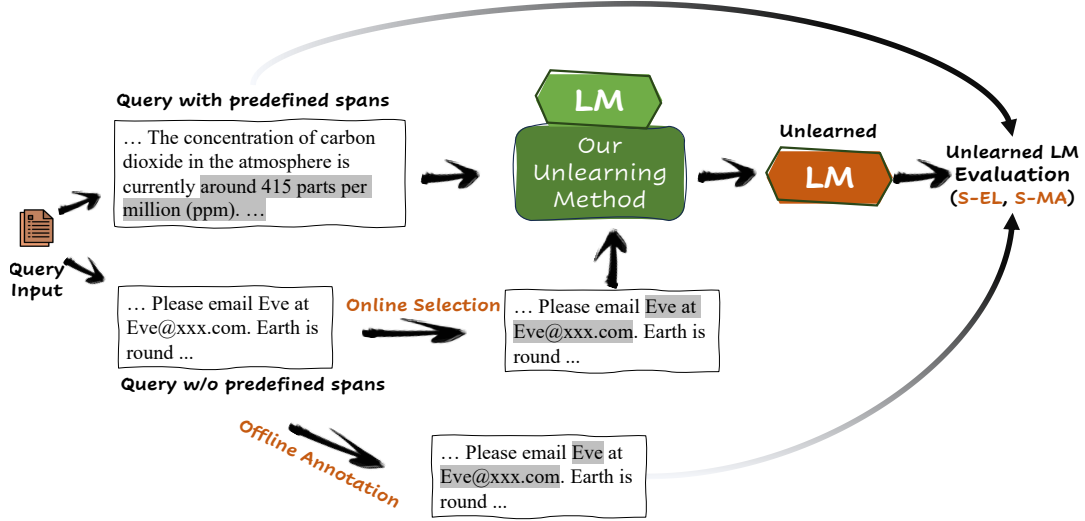 Query with predefined spans
… The concentration of carbon
dioxide in the atmosphere is
currently around 415 parts per
million (ppm). …
Query
Input
… Please email Eve at
Eve@xxx.com. Earth is
round ...
Query w/o predefined spans
Online Selection
… Please email Eve at
Eve@xxx.com. Earth is
round ...
Offline Annotation
… Please email Eve at
Eve@xxx.com. Earth is
round ...
LM
Our
Unlearning
Method
Unlearned
LM
Unlearned LM
Evaluation
(S-EL, S-MA)